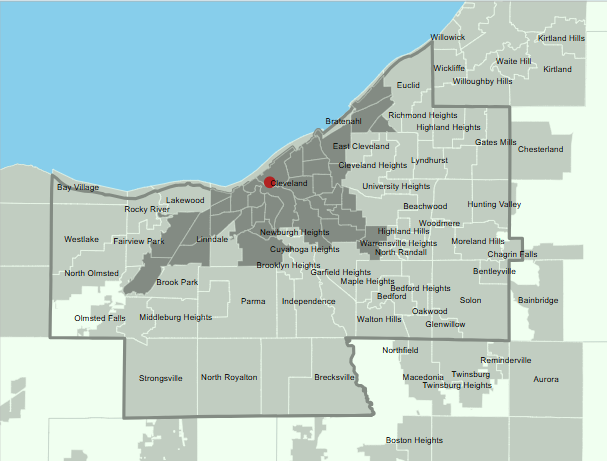 Willowick
Kirtland Hills
Waite Hill
Wickliffe
Kirtland
Willoughby Hills
Euclid
Richmond Heights
Bratenahl
Highland Heights
Gates Mills
East Cleveland
Chesterland
Lyndhurst
Cleveland Heights
Cleveland
University Heights
Bay Village
Lakewood
Beachwood
Hunting Valley
Rocky River
Woodmere
Highland Hills
Newburgh Heights
Westlake
Fairview Park
Linndale
Warrensville Heights
Moreland Hills
Cuyahoga Heights
North Randall
Chagrin Falls
Brooklyn Heights
North Olmsted
Garfield Heights
Bentleyville
Brook Park
Maple Heights
Bedford Heights
Bedford
Parma
Independence
Solon
Bainbridge
Oakwood
Olmsted Falls
Middleburg Heights
Walton Hills
Glenwillow
Northfield
Reminderville
Strongsville
North Royalton
Brecksville
Macedonia
Twinsburg
Twinsburg Heights
Aurora
Boston Heights